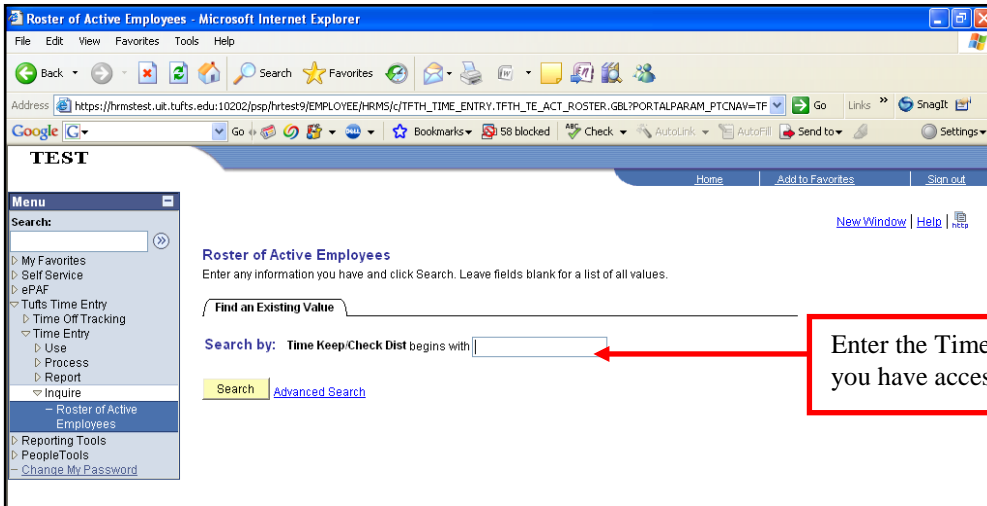 Roster of Active Employees - Microsoft Internet Explorer
File Edit View Favorites Tools Help
Back Search Favorites
Address https://hrmstest.uit.tufts.edu:10202/psp/hrtest9/EMPLOYEE/HRMS/c/TFTH_TIME_ENTRY.TFTH_TE_ACT_ROSTER.GBL?PORTALPARAM_PTCNAV=TF Go Links » SnagIt
Google G Go Bookmarks 58 blocked Check AutoLink AutoFill Send to Settings
TEST
Home Add to Favorites Sign out
Menu
Search:
My Favorites
Self Service
ePAF
Tufts Time Entry
Time Off Tracking
Time Entry
Use
Process
Report
Inquire
– Roster of Active
Employees
Reporting Tools
PeopleTools
– Change My Password
New Window | Help | http
Roster of Active Employees
Enter any information you have and click Search. Leave fields blank for a list of all values.
Find an Existing Value
Search by: Time Keep/Check Dist begins with
Search Advanced Search
Enter the Time
you have acces